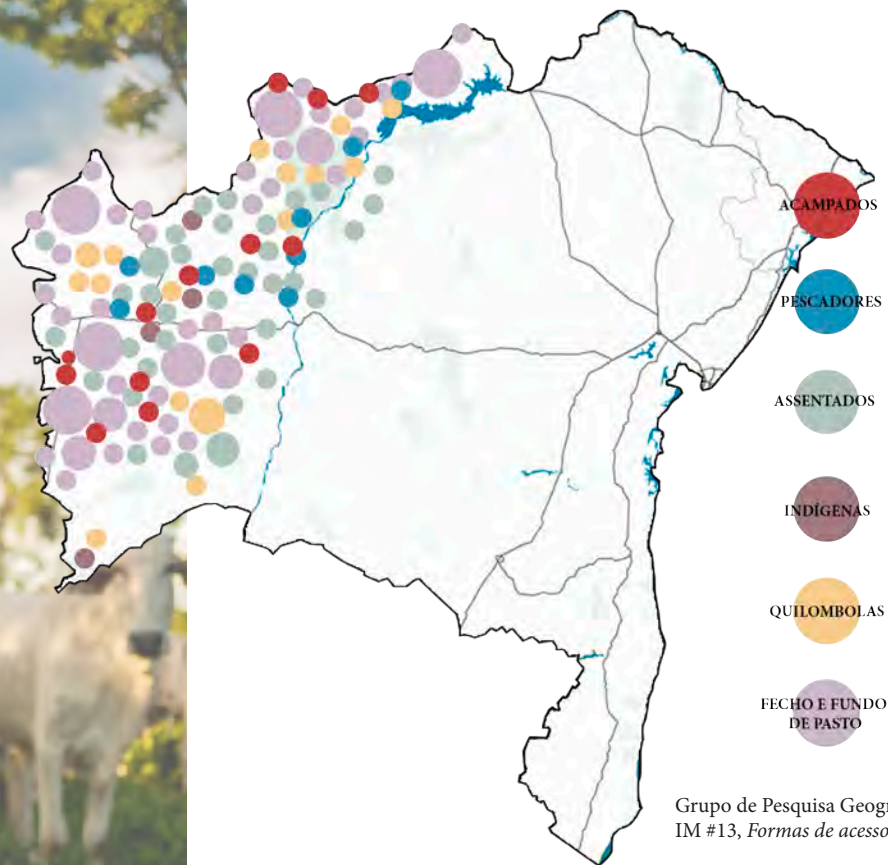 ACAMPADOS
PESCADORES
ASSENTADOS
INDÍGENAS
QUILOMBOLAS
FECHO E FUNDO
DE PASTO
Grupo de Pesquisa Geogr
IM #13, Formas de acesso